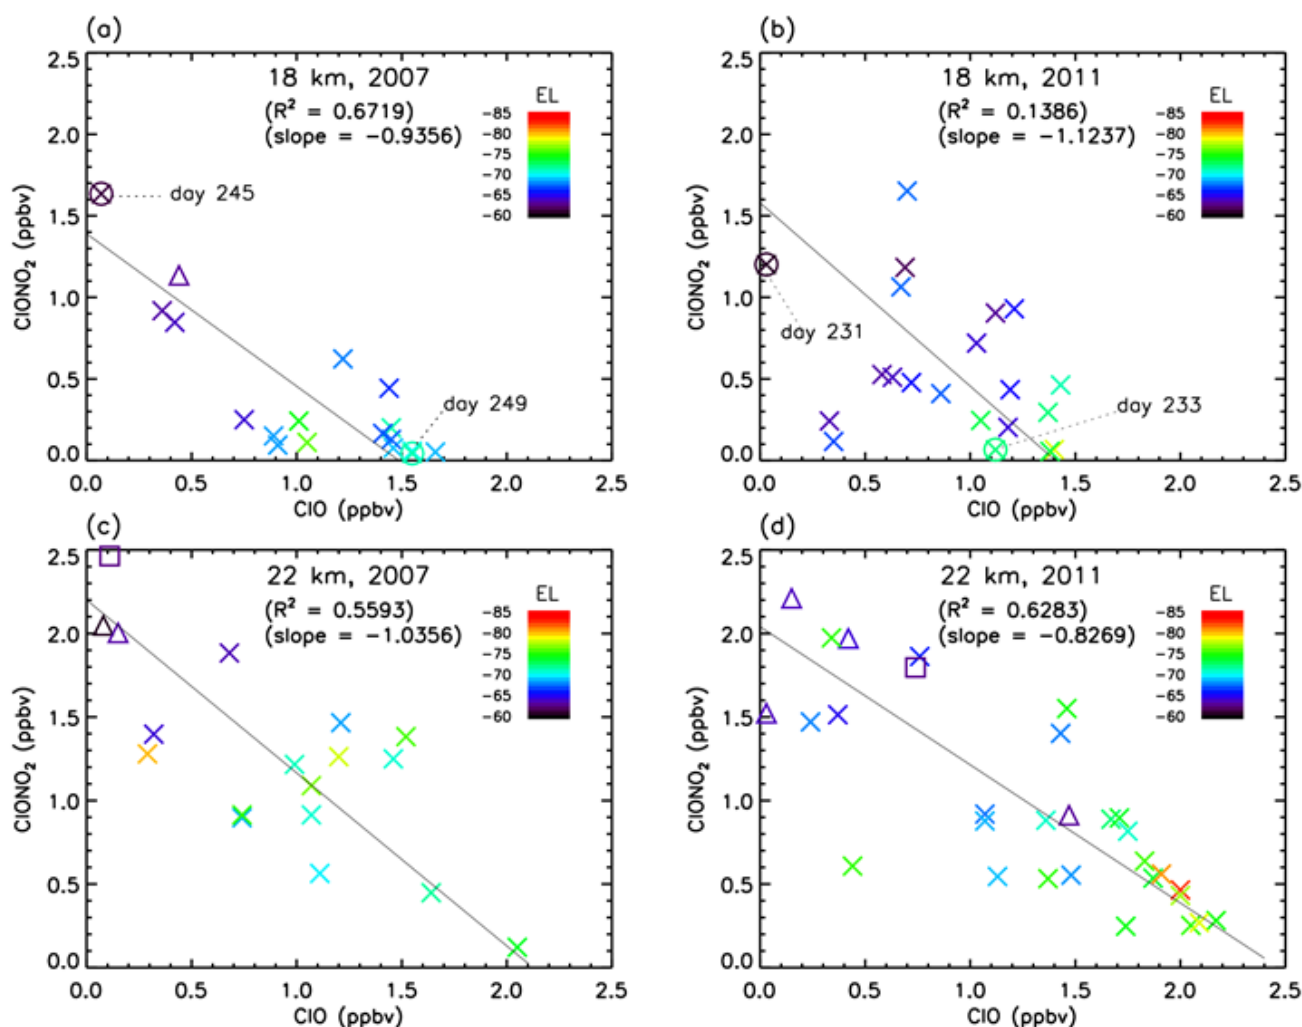 (a)
18 km, 2007
(R² = 0.6719)
(slope = −0.9356)
EL
−85
−80
−75
−70
−65
−60
day 245
day 249
2.5
2.0
1.5
1.0
0.5
0.0
ClONO₂ (ppbv)
0.0 0.5 1.0 1.5 2.0 2.5
ClO (ppbv)
(b)
18 km, 2011
(R² = 0.1386)
(slope = −1.1237)
EL
−85
−80
−75
−70
−65
−60
day 231
day 233
2.5
2.0
1.5
1.0
0.5
0.0
ClONO₂ (ppbv)
0.0 0.5 1.0 1.5 2.0 2.5
ClO (ppbv)
(c)
22 km, 2007
(R² = 0.5593)
(slope = −1.0356)
EL
−85
−80
−75
−70
−65
−60
2.5
2.0
1.5
1.0
0.5
0.0
ClONO₂ (ppbv)
0.0 0.5 1.0 1.5 2.0 2.5
ClO (ppbv)
(d)
22 km, 2011
(R² = 0.6283)
(slope = −0.8269)
EL
−85
−80
−75
−70
−65
−60
2.5
2.0
1.5
1.0
0.5
0.0
ClONO₂ (ppbv)
0.0 0.5 1.0 1.5 2.0 2.5
ClO (ppbv)